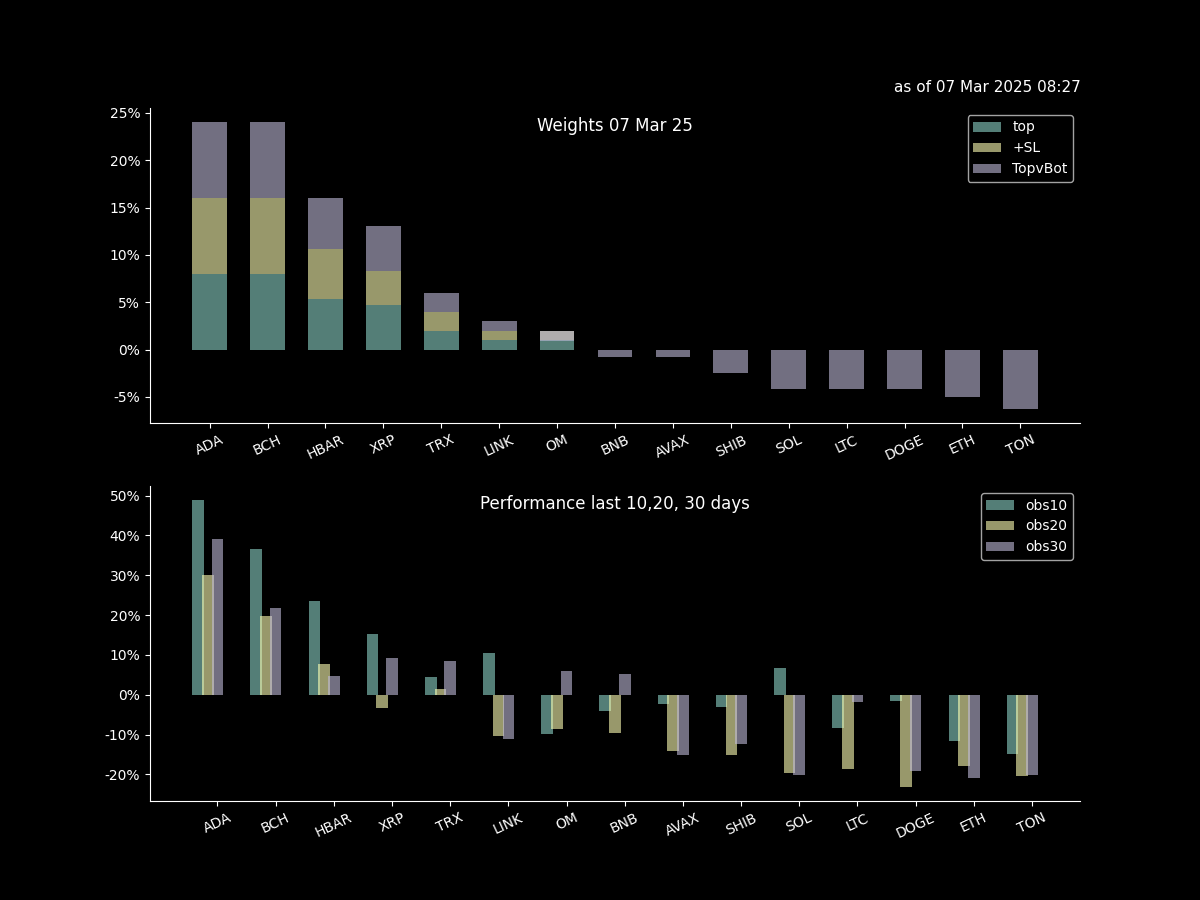 as of 07 Mar 2025 08:27
Weights 07 Mar 25
top
+SL
TopvBot
25%
20%
15%
10%
5%
0%
-5%
ADA BCH HBAR XRP TRX LINK OM BNB AVAX SHIB SOL LTC DOGE ETH TON
Performance last 10,20, 30 days
obs10
obs20
obs30
50%
40%
30%
20%
10%
0%
-10%
-20%
ADA BCH HBAR XRP TRX LINK OM BNB AVAX SHIB SOL LTC DOGE ETH TON